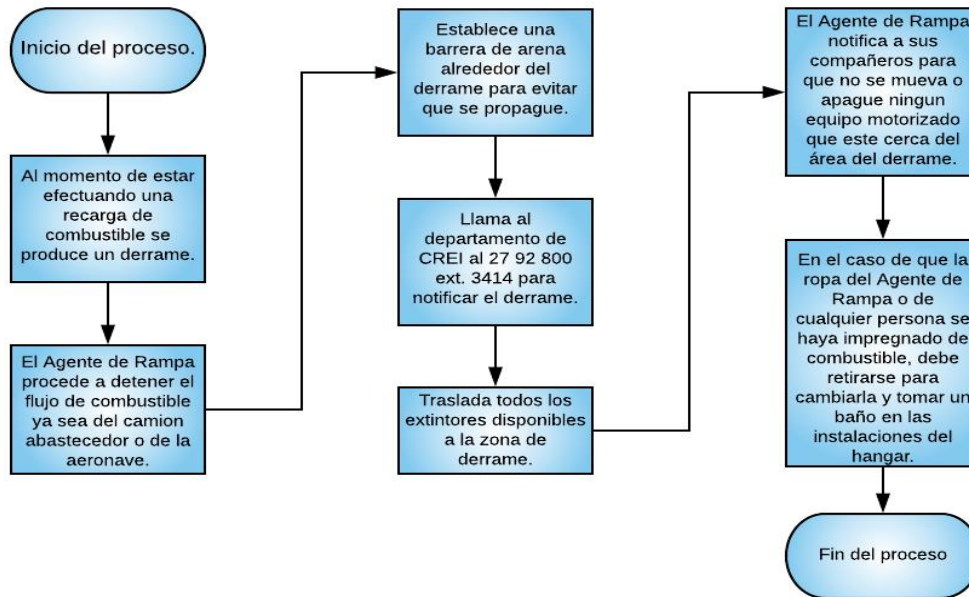 Inicio del proceso.
Al momento de estar
efectuando una
recarga de
combustible se
produce un derrame.
El Agente de Rampa
procede a detener el
flujo de combustible
ya sea del camion
abastecedor o de la
aeronave.
Establece una
barrera de arena
alrededor del
derrame para evitar
que se propague.
Llama al
departamento de
CREI al 27 92 800
ext. 3414 para
notificar el derrame.
Traslada todos los
extintores disponibles
a la zona de
derrame.
El Agente de Rampa
notifica a sus
compañeros para
que no se mueva o
apague ningun
equipo motorizado
que este cerca del
área del derrame.
En el caso de que la
ropa del Agente de
Rampa o de
cualquier persona se
haya impregnado de
combustible, debe
retirarse para
cambiarla y tomar un
baño en las
instalaciones del
hangar.
Fin del proceso